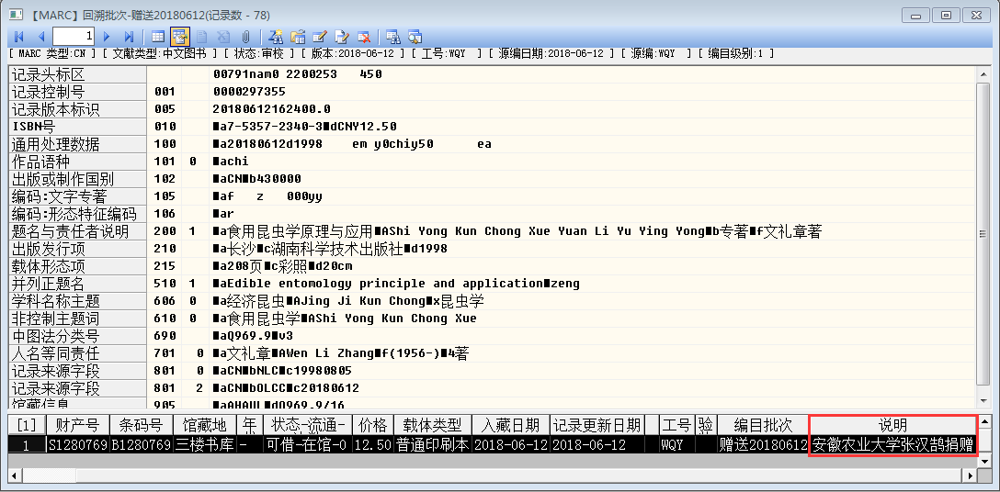 【MARC】回溯批次-赠送20180612(记录数 - 78)
1
[ MARC 类型:CN ] [ 文献类型:中文图书 ] [ 状态:审校 ] [ 版本:2018-06-12 ] [ 工号:WQY ] [ 源编日期:2018-06-12 ] [ 源编:WQY ] [ 编目级别:1 ]
记录头标区 00791nam0 2200253 450
记录控制号 001 0000297355
记录版本标识 005 20180612162400.0
ISBN号 010 ■a7-5357-2340-3■dCNY12.50
通用处理数据 100 ■a20180612d1998 em y0chiy50 ea
作品语种 101 0 ■achi
出版或制作国别 102 ■aCN■b430000
编码:文字专著 105 ■af z 000yy
编码:形态特征编码 106 ■ar
题名与责任者说明 200 1 ■a食用昆虫学原理与应用■AShi Yong Kun Chong Xue Yuan Li Yu Ying Yong■b专著■f文礼章著
出版发行项 210 ■a长沙■c湖南科学技术出版社■d1998
载体形态项 215 ■a208页■c彩照■d20cm
并列正题名 510 1 ■aEdible entomology principle and application■zeng
学科名称主题 606 0 ■a经济昆虫■AJing Ji Kun Chong■x昆虫学
非控制主题词 610 0 ■a食用昆虫学■AShi Yong Kun Chong Xue
中图法分类号 690 ■aQ969.9■v3
人名等同责任 701 0 ■a文礼章■AWen Li Zhang■f(1956-)■4著
记录来源字段 801 0 ■aCN■bNLC■c19980805
记录来源字段 801 2 ■aCN■bOLCC■c20180612
馆藏信息 905 ■aAHAUL■dQ969.9/16
[1] 财产号 条码号 馆藏地 年 状态-流通- 价格 载体类型 入藏日期 记录更新日期 工号 验 编目批次 说明
1 S1280769 B1280769 三楼书库 - 可借-在馆-0 12.50 普通印刷本 2018-06-12 2018-06-12 WQY 赠送20180612 安徽农业大学张汉鹄捐赠